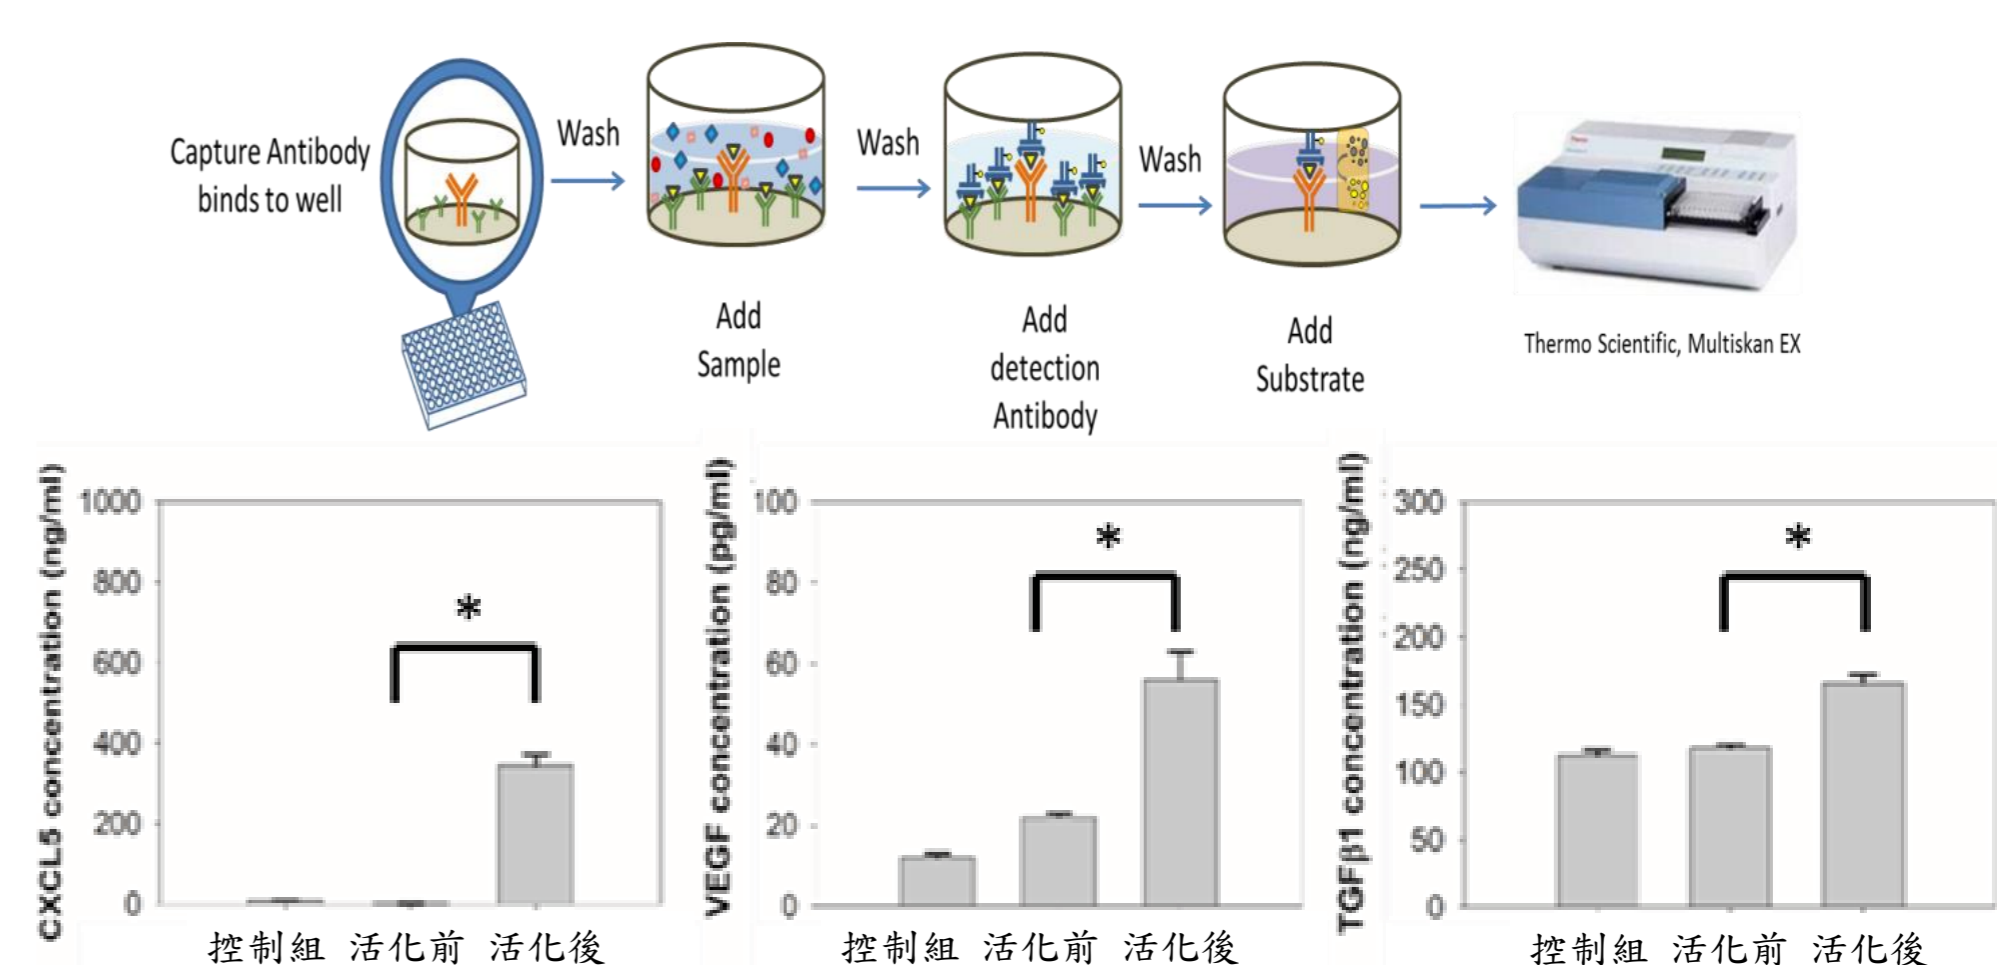 Capture Antibody
binds to well
Wash
Add
Sample
Wash
Add
detection
Antibody
Wash
Add
Substrate
Thermo Scientific, Multiskan EX
CXCL5 concentration (ng/ml)
1000
800
600
400
200
0
*
控制組 活化前 活化後
VEGF concentration (pg/ml)
100
80
60
40
20
0
*
控制組 活化前 活化後
TGFβ1 concentration (ng/ml)
300
250
200
150
100
50
0
*
控制組 活化前 活化後